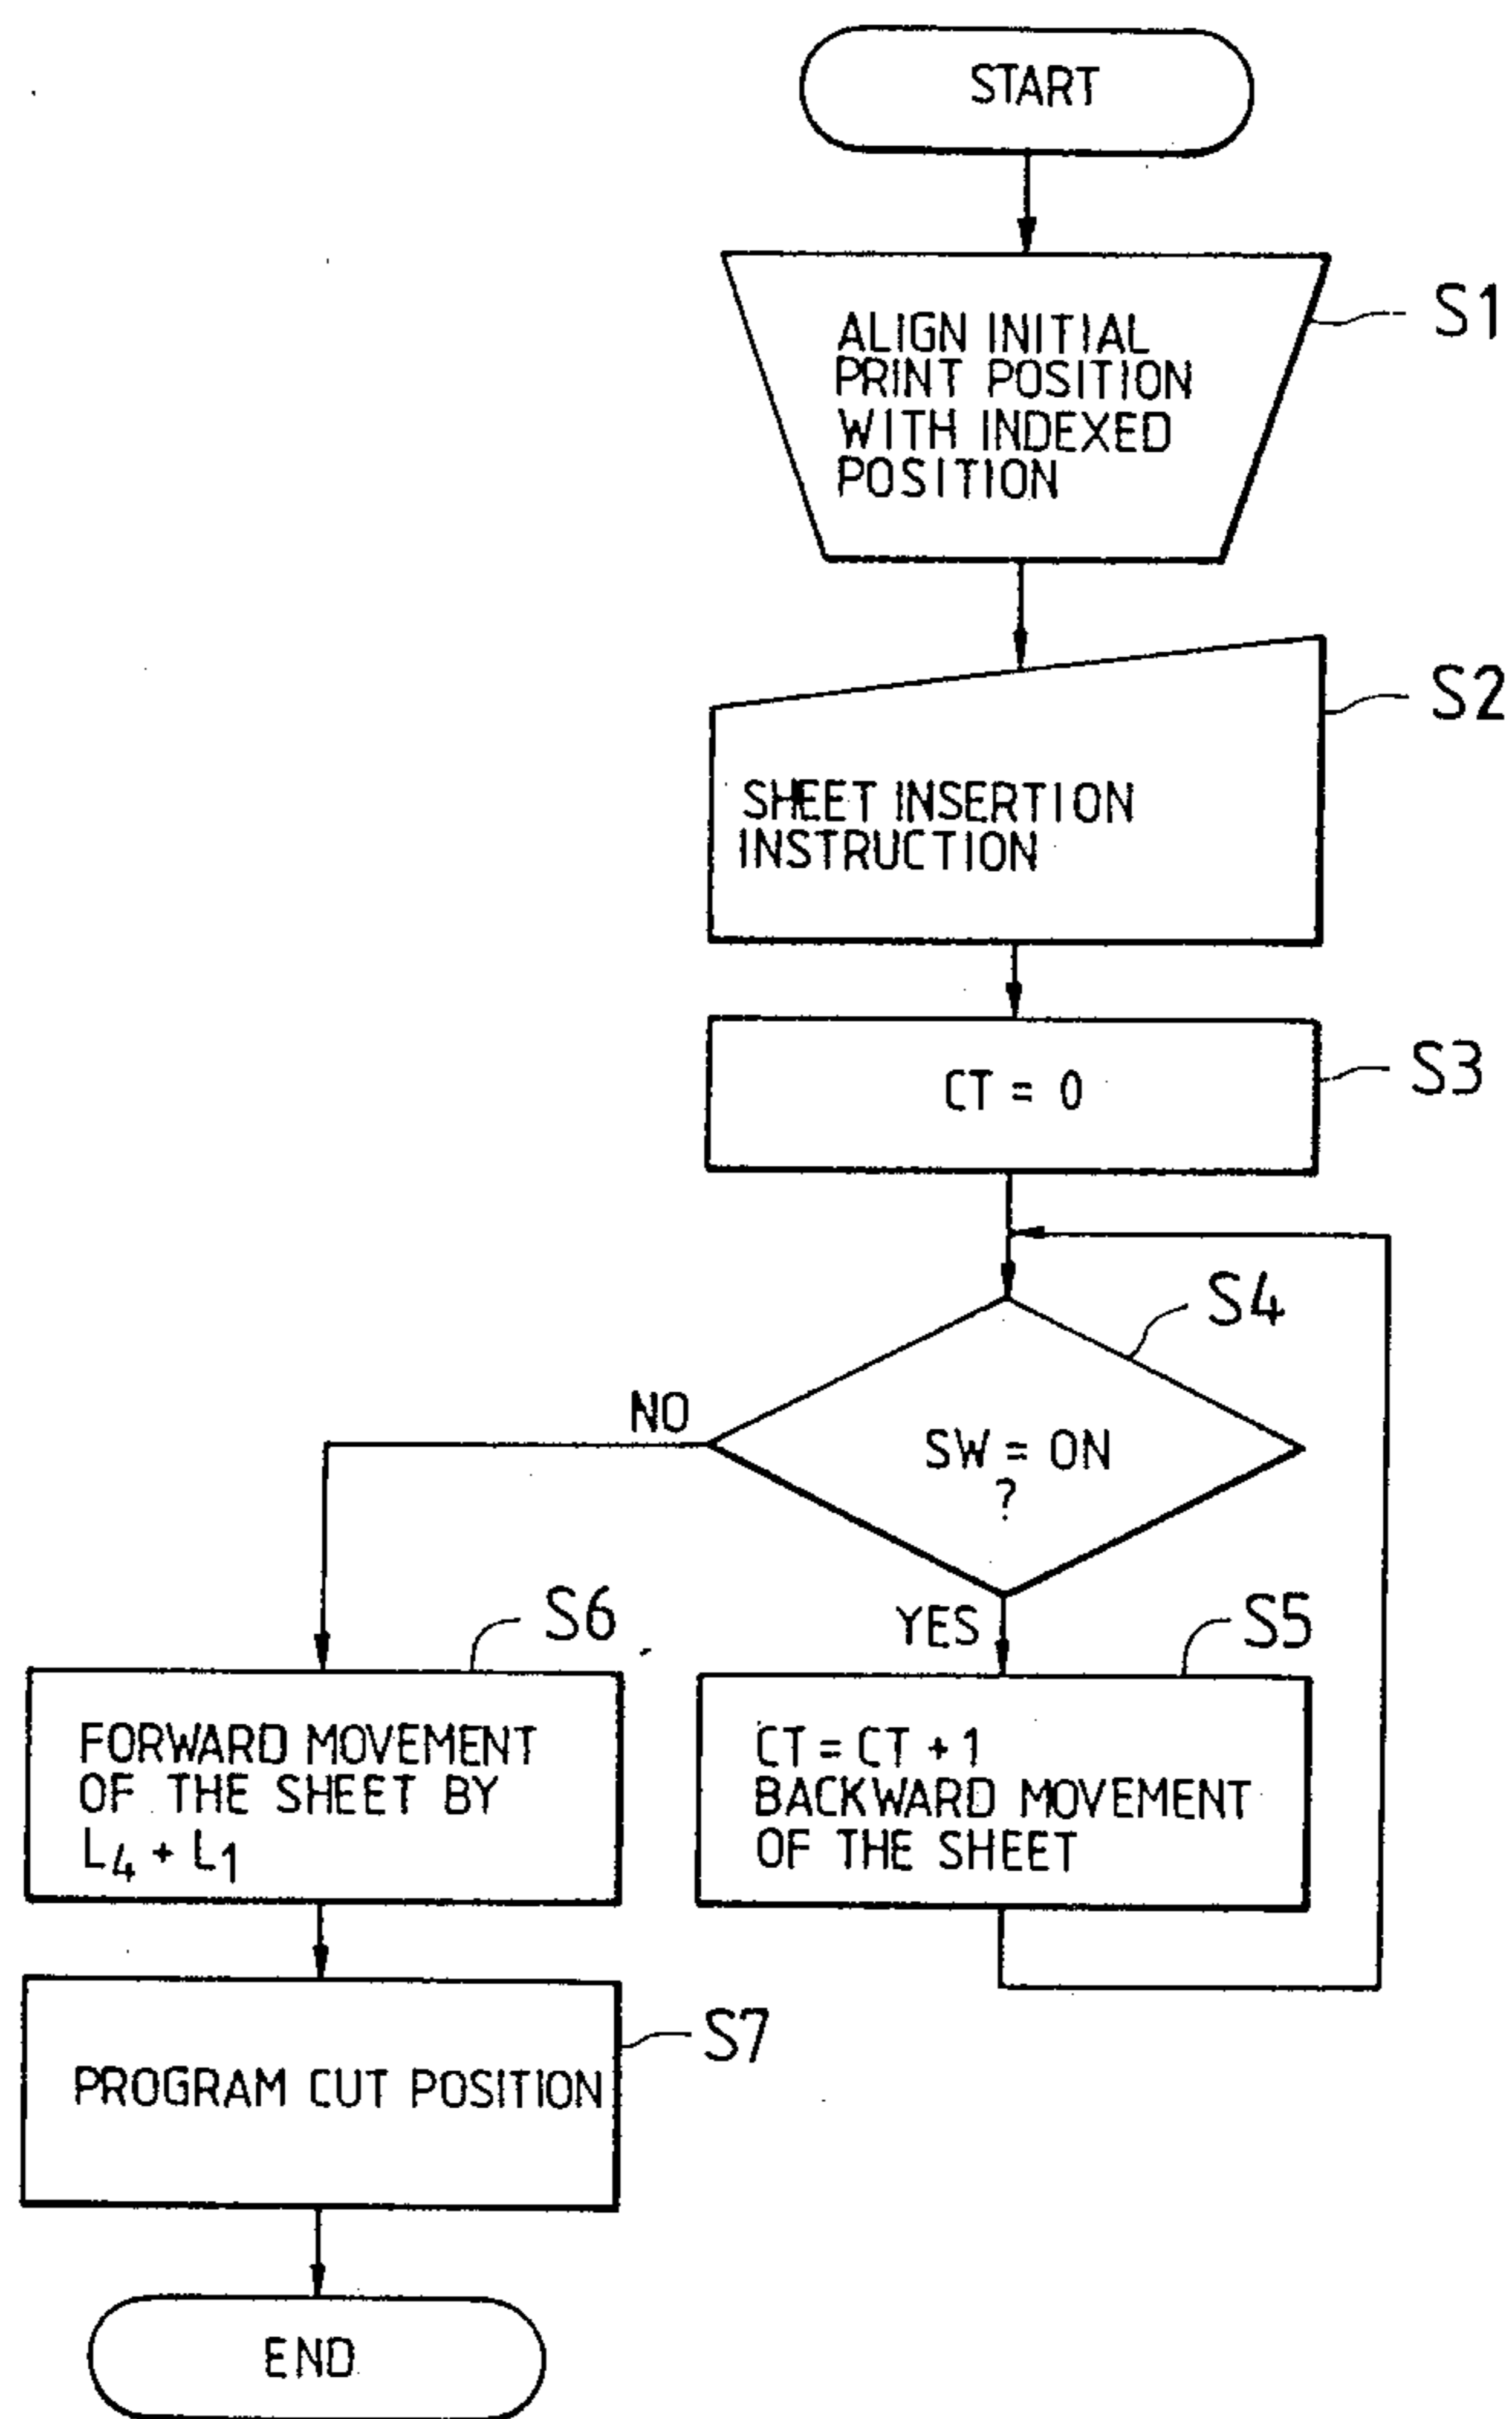 START
S1
ALIGN INITIAL
PRINT POSITION
WITH INDEXED
POSITION
S2
SHEET INSERTION
INSTRUCTION
S3
CT = 0
S4
NO
SW = ON
?
YES
S6
S5
FORWARD MOVEMENT
OF THE SHEET BY
L4 + L1
CT = CT + 1
BACKWARD MOVEMENT
OF THE SHEET
S7
PROGRAM CUT POSITION
END